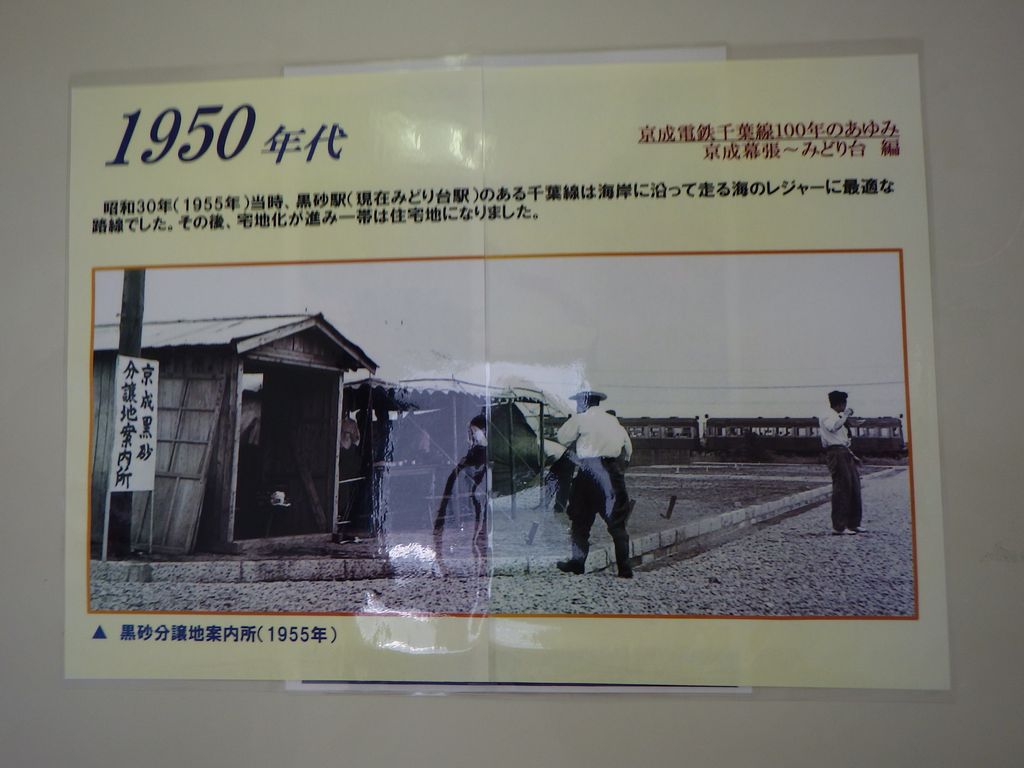 1950年代
京成電鉄千葉線100年のあゆみ
京成幕張～みどり台 編
昭和30年(1955年)当時、黒砂駅(現在みどり台駅)のある千葉線は海岸に沿って走る海のレジャーに最適な
路線でした。その後、宅地化が進み一帯は住宅地になりました。
京成黒砂
分譲地案内所
▲ 黒砂分譲地案内所(1955年)